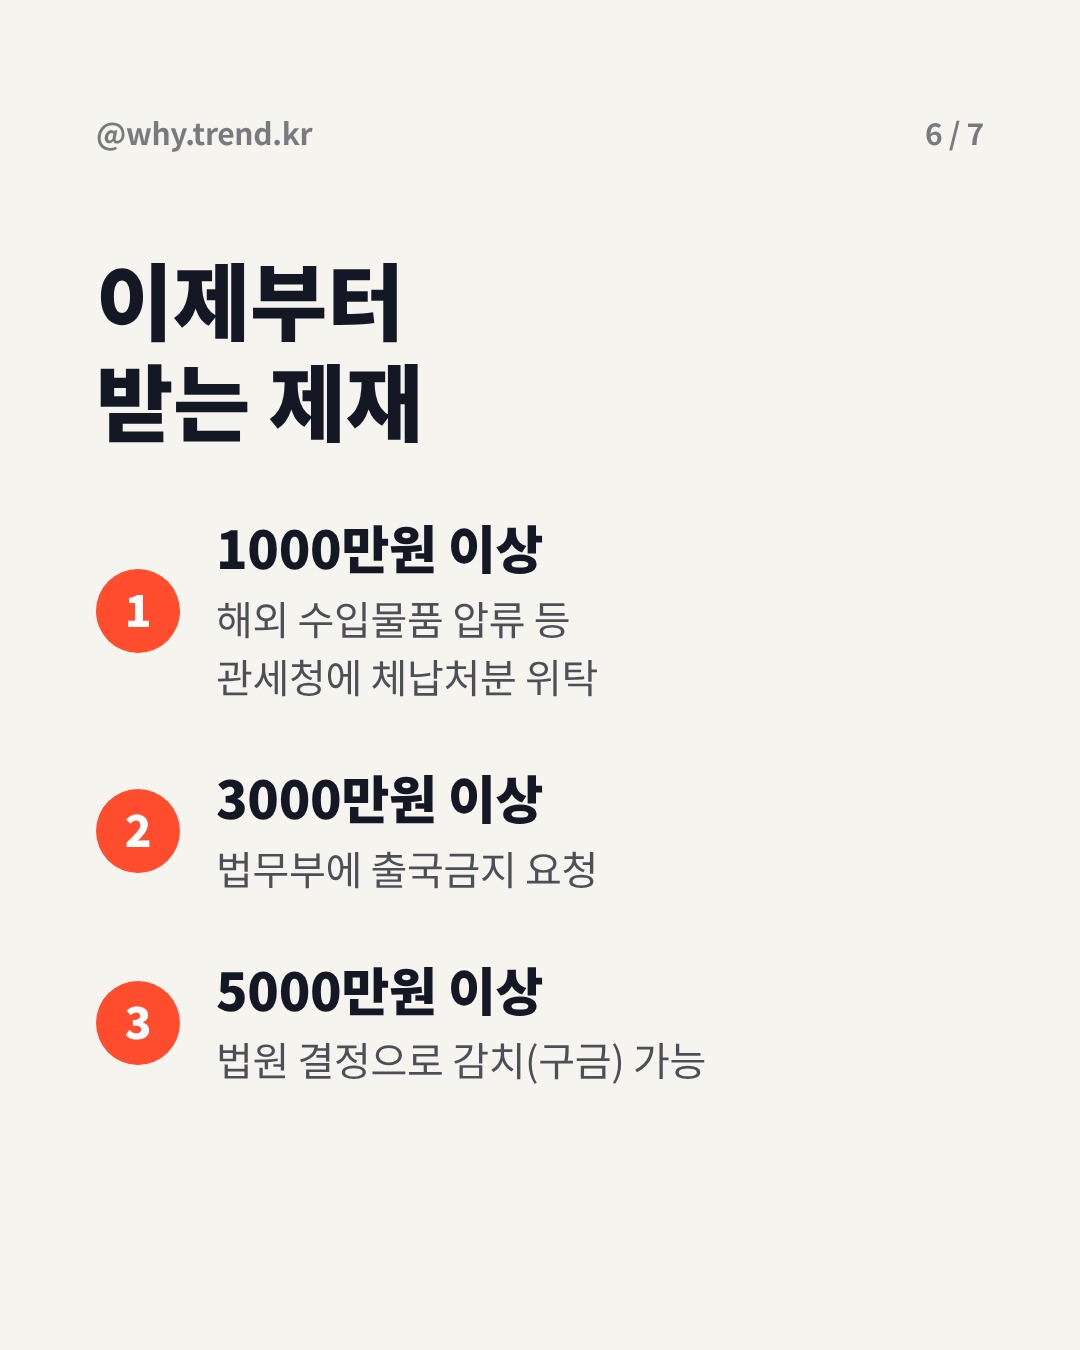 @why.trend.kr
6 / 7
이제부터
받는 제재
1
1000만원 이상
해외 수입물품 압류 등
관세청에 체납처분 위탁
2
3000만원 이상
법무부에 출국금지 요청
3
5000만원 이상
법원 결정으로 감치(구금) 가능